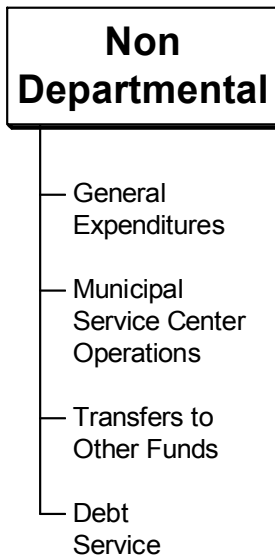 Non
Departmental
General
Expenditures
Municipal
Service Center
Operations
Transfers to
Other Funds
Debt
Service